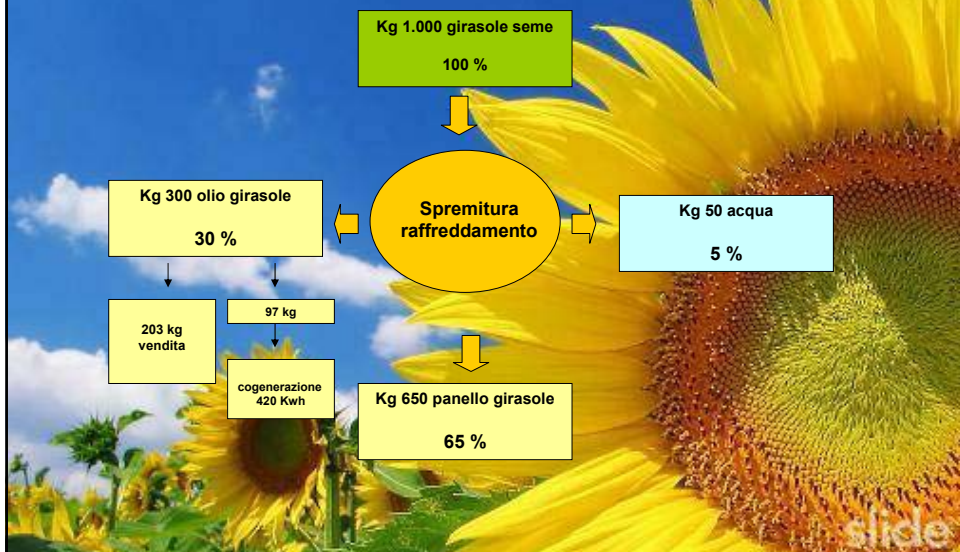 Kg 1.000 girasole seme
100 %
Spremitura
raffreddamento
Kg 300 olio girasole
30 %
Kg 50 acqua
5 %
203 kg
vendita
97 kg
cogenerazione
420 Kwh
Kg 650 panello girasole
65 %
slide